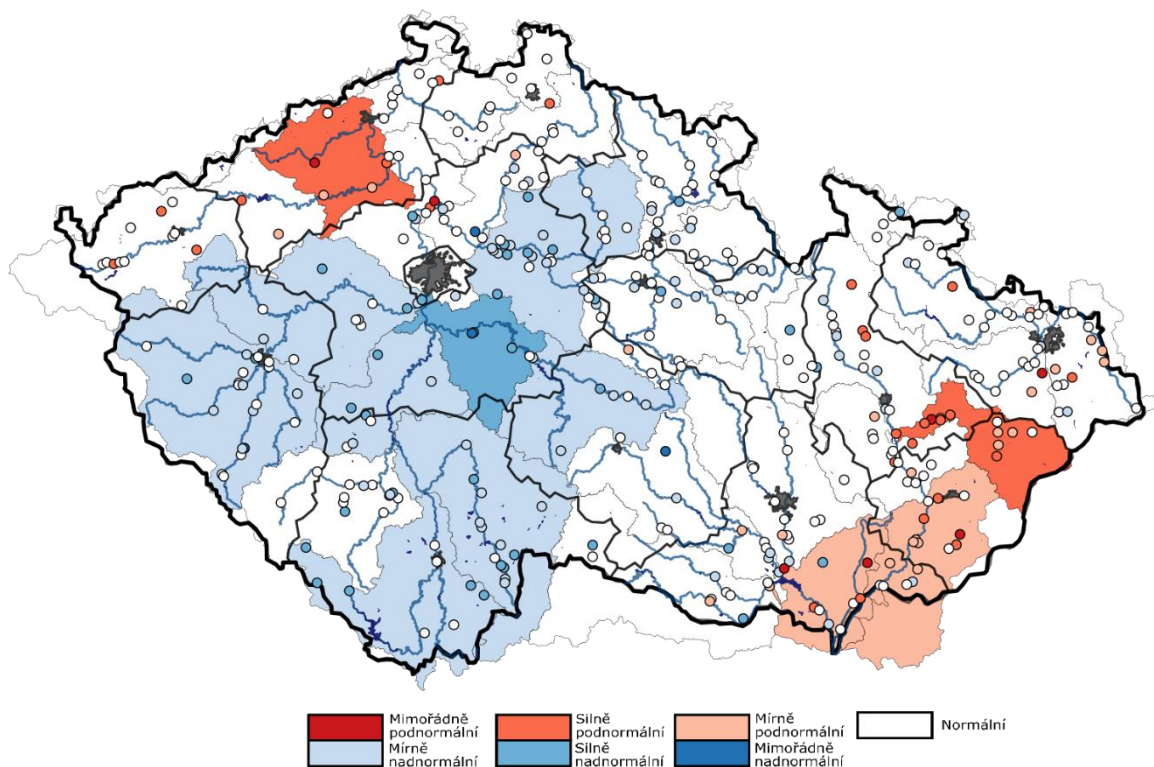 Mimořádně
podnormální
Silně
podnormální
Mírně
podnormální
Normální
Mírně
nadnormální
Silně
nadnormální
Mimořádně
nadnormální